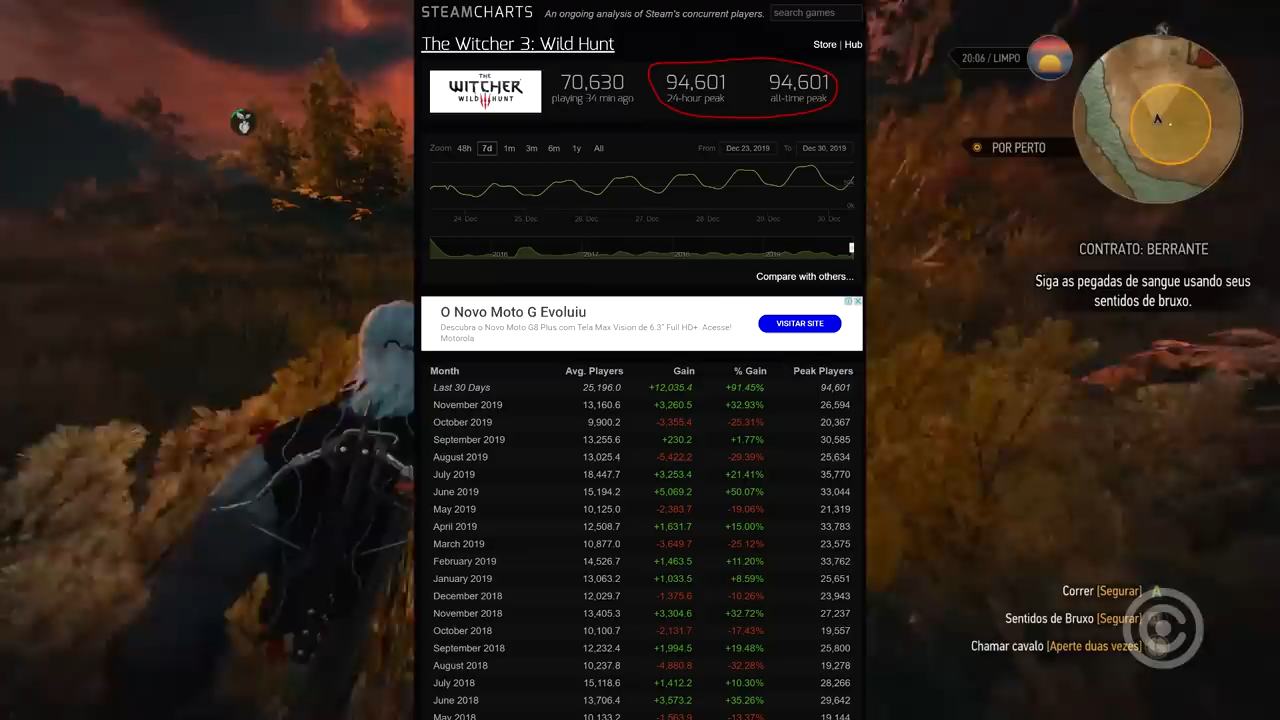 STEAMCHARTS An ongoing analysis of Steam's concurrent players. search games
The Witcher 3: Wild Hunt Store | Hub
THE WITCHER WILD HUNT
70,630 94,601 94,601
playing 34 min ago 24-hour peak all-time peak
Zoom 48h 7d 1m 3m 6m 1y All From Dec 23, 2019 To Dec 30, 2019
0k
24. Dec 25. Dec 26. Dec 27. Dec 28. Dec 29. Dec 30. Dec
2016 2017 2018 2019
Compare with others...
O Novo Moto G Evoluiu
Descubra o Novo Moto G8 Plus com Tela Max Vision de 6.3" Full HD+ Acesse!
Motorola
VISITAR SITE
Month Avg. Players Gain % Gain Peak Players
Last 30 Days 25,196.0 +12,035.4 +91.45% 94,601
November 2019 13,160.6 +3,260.5 +32.93% 26,594
October 2019 9,900.2 -3,355.4 -25.31% 20,367
September 2019 13,255.6 +230.2 +1.77% 30,585
August 2019 13,025.4 -5,422.2 -29.39% 25,634
July 2019 18,447.7 +3,253.4 +21.41% 35,770
June 2019 15,194.2 +5,069.2 +50.07% 33,044
May 2019 10,125.0 -2,383.7 -19.06% 21,319
April 2019 12,508.7 +1,631.7 +15.00% 33,783
March 2019 10,877.0 -3,649.7 -25.12% 23,575
February 2019 14,526.7 +1,463.5 +11.20% 33,762
January 2019 13,063.2 +1,033.5 +8.59% 25,651
December 2018 12,029.7 -1,375.6 -10.26% 23,943
November 2018 13,405.3 +3,304.6 +32.72% 27,237
October 2018 10,100.7 -2,131.7 -17.43% 19,557
September 2018 12,232.4 +1,994.5 +19.48% 25,800
August 2018 10,237.8 -4,880.8 -32.28% 19,278
July 2018 15,118.6 +1,412.2 +10.30% 28,266
June 2018 13,706.4 +3,573.2 +35.26% 29,642
May 2018 10,133.2 -1,563.9 -13.37% 19,144
N
20:06 / LIMPO
POR PERTO
CONTRATO: BERRANTE
Siga as pegadas de sangue usando seus
sentidos de bruxo.
Correr [Segurar] A
Sentidos de Bruxo [Segurar]
Chamar cavalo [Aperte duas vezes]